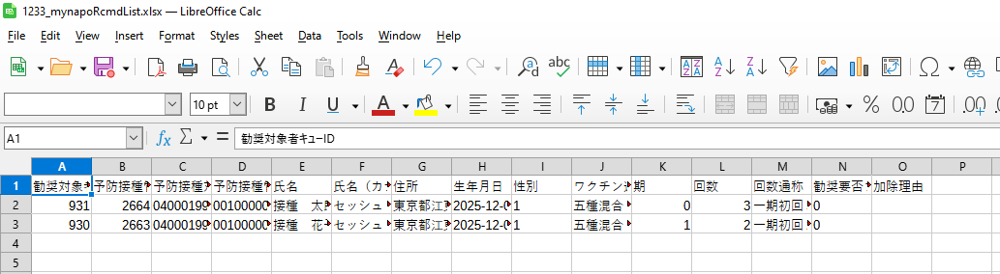 1233_mynapoRcmdList.xlsx — LibreOffice Calc
File Edit View Insert Format Styles Sheet Data Tools Window Help
10 pt
A1 勧奨対象者ｷｭｰID
A B C D E F G H I J K L M N O P
1 勧奨対象 予防接種 予防接種 予防接種 氏名 氏名（カ 住所 生年月日 性別 ワクチン 期 回数 回数通称 勧奨要否 加除理由
2 931 2664 04000199 00100000 接種　太 セッシュ 東京都江 2025-12-0 1 五種混合 0 3 一期初回 0
3 930 2663 04000199 00100000 接種　花 セッシュ 東京都江 2025-12-0 1 五種混合 1 2 一期初回 0
4
5